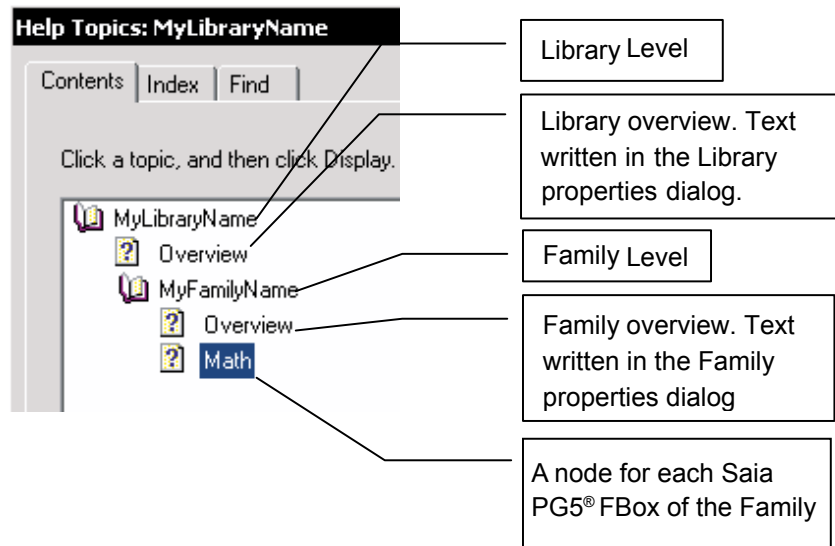 Help Topics: MyLibraryName
Contents
Index
Find
Click a topic, and then click Display.
MyLibraryName
Overview
MyFamilyName
Overview
Math
Library Level
Library overview. Text
written in the Library
properties dialog.
Family Level
Family overview. Text
written in the Family
properties dialog
A node for each Saia
PG5® FBox of the Family